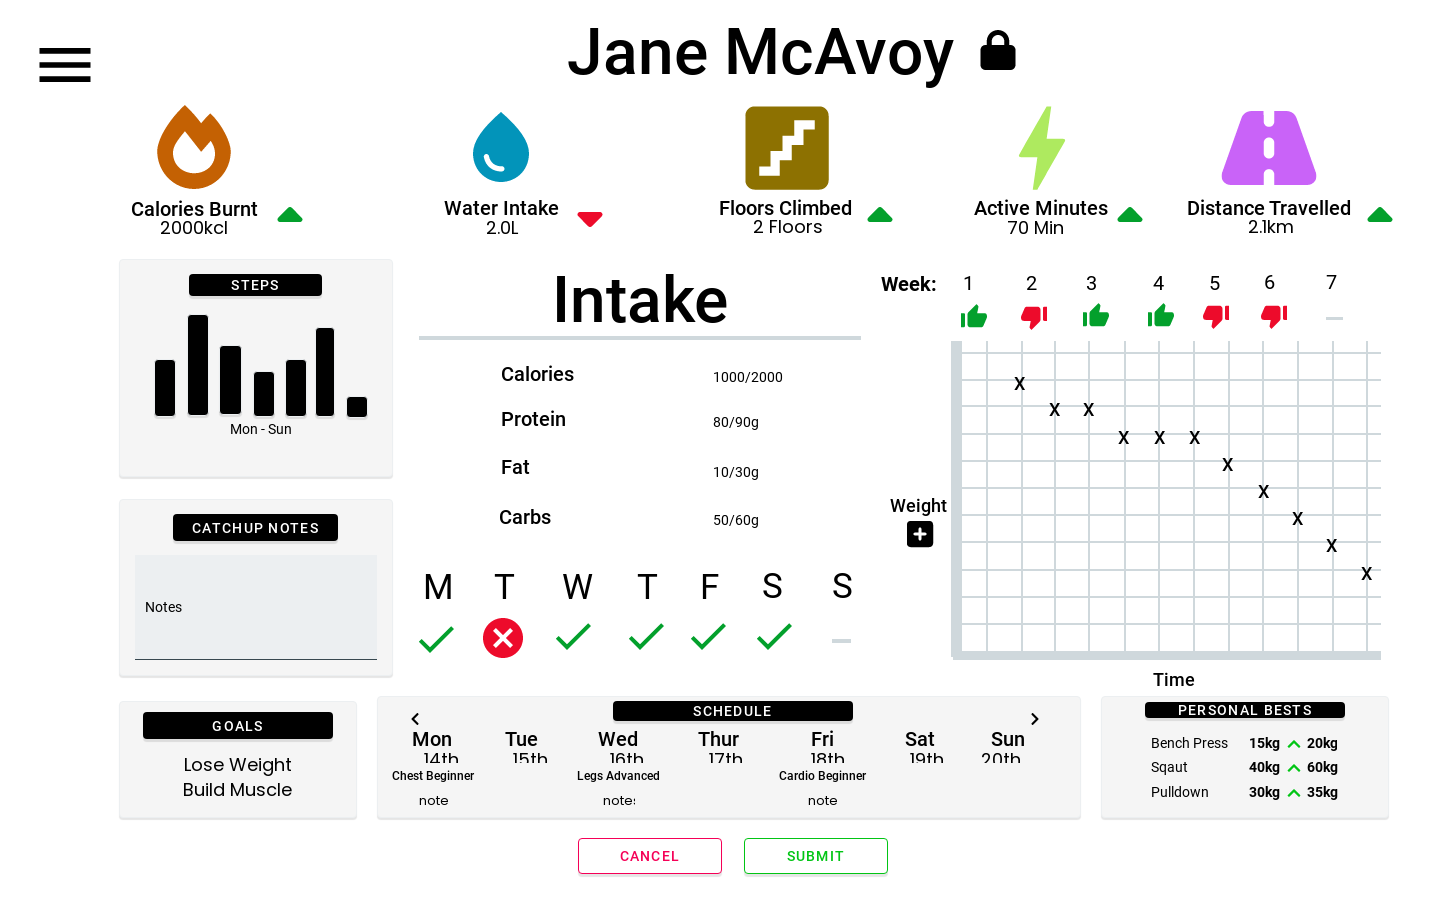 Jane McAvoy
Calories Burnt
2000kcl
Water Intake
2.0L
Floors Climbed
2 Floors
Active Minutes
70 Min
Distance Travelled
2.1km
STEPS
Mon - Sun
CATCHUP NOTES
Notes
Intake
Calories 1000/2000
Protein 80/90g
Fat 10/30g
Carbs 50/60g
M T W T F S S
Week: 1 2 3 4 5 6 7
X
X X
X X X
X
X
X
X
X
Weight
Time
GOALS
Lose Weight
Build Muscle
SCHEDULE
Mon Tue Wed Thur Fri Sat Sun
14th 15th 16th 17th 18th 19th 20th
Chest Beginner Legs Advanced Cardio Beginner
note notes note
PERSONAL BESTS
Bench Press 15kg 20kg
Sqaut 40kg 60kg
Pulldown 30kg 35kg
CANCEL SUBMIT